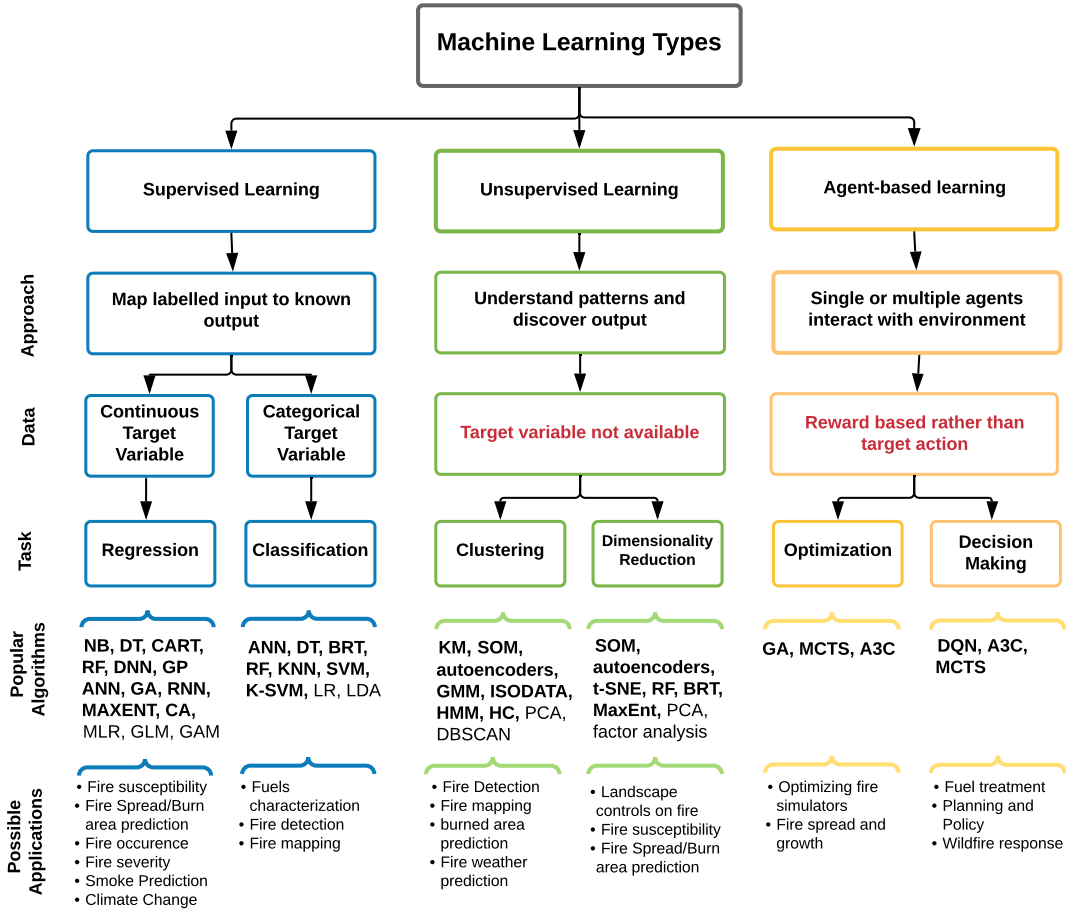 Machine Learning Types
Supervised Learning
Unsupervised Learning
Agent-based learning
Approach
Map labelled input to known
output
Understand patterns and
discover output
Single or multiple agents
interact with environment
Data
Continuous
Target
Variable
Categorical
Target
Variable
Target variable not available
Reward based rather than
target action
Task
Regression
Classification
Clustering
Dimensionality
Reduction
Optimization
Decision
Making
Popular
Algorithms
NB, DT, CART,
RF, DNN, GP
ANN, GA, RNN,
MAXENT, CA,
MLR, GLM, GAM
ANN, DT, BRT,
RF, KNN, SVM,
K-SVM, LR, LDA
KM, SOM,
autoencoders,
GMM, ISODATA,
HMM, HC, PCA,
DBSCAN
SOM,
autoencoders,
t-SNE, RF, BRT,
MaxEnt, PCA,
factor analysis
GA, MCTS, A3C
DQN, A3C,
MCTS
Possible
Applications
• Fire susceptibility
• Fire Spread/Burn
area prediction
• Fire occurence
• Fire severity
• Smoke Prediction
• Climate Change
• Fuels
characterization
• Fire detection
• Fire mapping
• Fire Detection
• Fire mapping
• burned area
prediction
• Fire weather
prediction
• Landscape
controls on fire
• Fire susceptibility
• Fire Spread/Burn
area prediction
• Optimizing fire
simulators
• Fire spread and
growth
• Fuel treatment
• Planning and
Policy
• Wildfire response